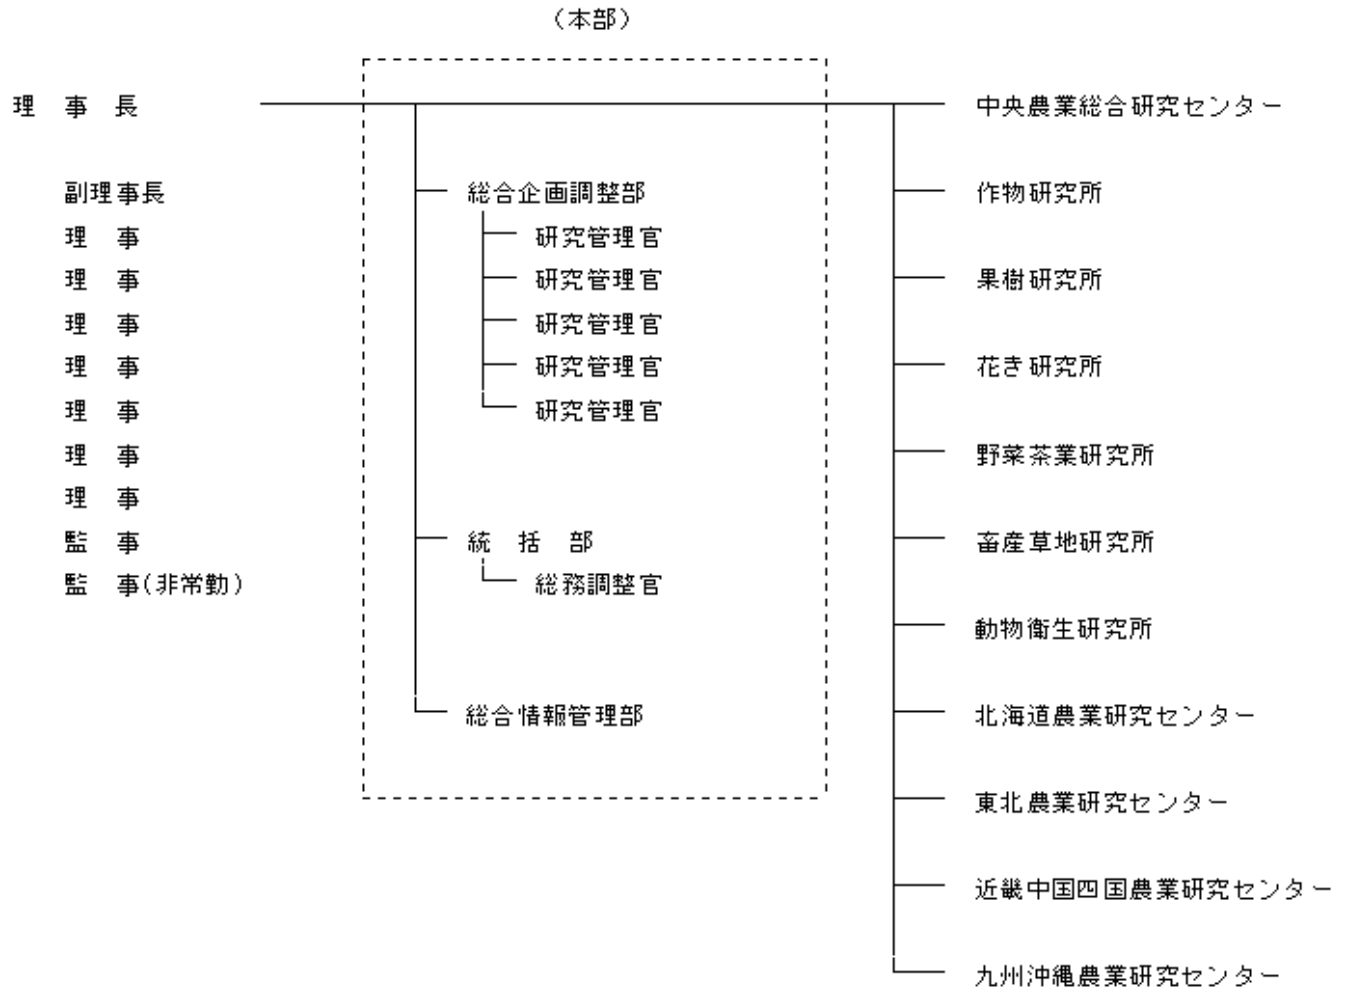 （本部）
理　事　長
副理事長
理　事
理　事
理　事
理　事
理　事
理　事
理　事
監　事
監　事(非常勤)
総合企画調整部
研究管理官
研究管理官
研究管理官
研究管理官
研究管理官
統　括　部
総務調整官
総合情報管理部
中央農業総合研究センター
作物研究所
果樹研究所
花き研究所
野菜茶業研究所
畜産草地研究所
動物衛生研究所
北海道農業研究センター
東北農業研究センター
近畿中国四国農業研究センター
九州沖縄農業研究センター